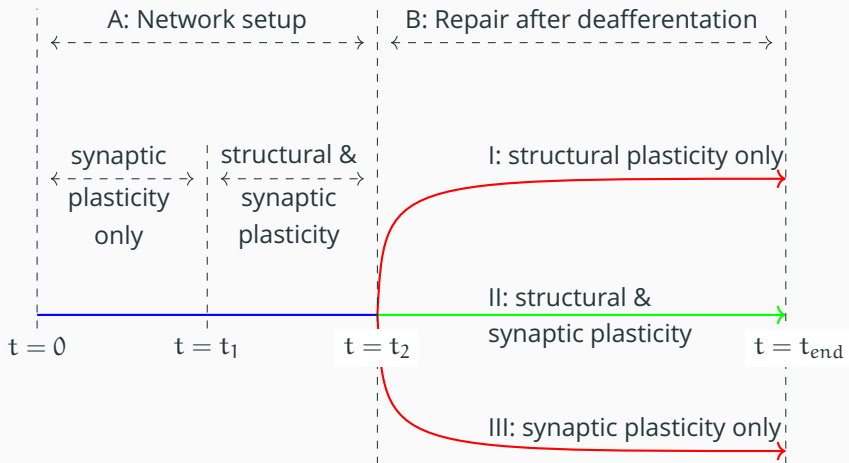 A: Network setup
B: Repair after deafferentation
synaptic
plasticity
only
structural &
synaptic
plasticity
I: structural plasticity only
II: structural &
synaptic plasticity
t = 0
t = t₁
t = t₂
t = t_end
III: synaptic plasticity only